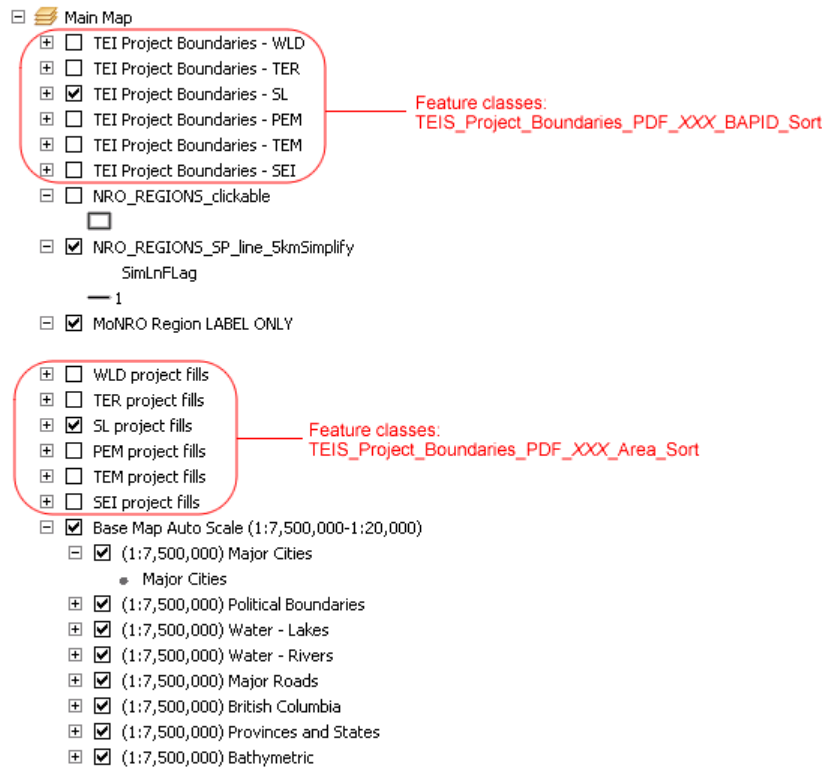 Main Map
TEI Project Boundaries - WLD
TEI Project Boundaries - TER
TEI Project Boundaries - SL
TEI Project Boundaries - PEM
TEI Project Boundaries - TEM
TEI Project Boundaries - SEI
Feature classes:
TEIS_Project_Boundaries_PDF_XXX_BAPID_Sort
NRO_REGIONS_clickable
NRO_REGIONS_SP_line_5kmSimplify
SimLnFLag
1
MoNRO Region LABEL ONLY
WLD project fills
TER project fills
SL project fills
PEM project fills
TEM project fills
SEI project fills
Feature classes:
TEIS_Project_Boundaries_PDF_XXX_Area_Sort
Base Map Auto Scale (1:7,500,000-1:20,000)
(1:7,500,000) Major Cities
Major Cities
(1:7,500,000) Political Boundaries
(1:7,500,000) Water - Lakes
(1:7,500,000) Water - Rivers
(1:7,500,000) Major Roads
(1:7,500,000) British Columbia
(1:7,500,000) Provinces and States
(1:7,500,000) Bathymetric